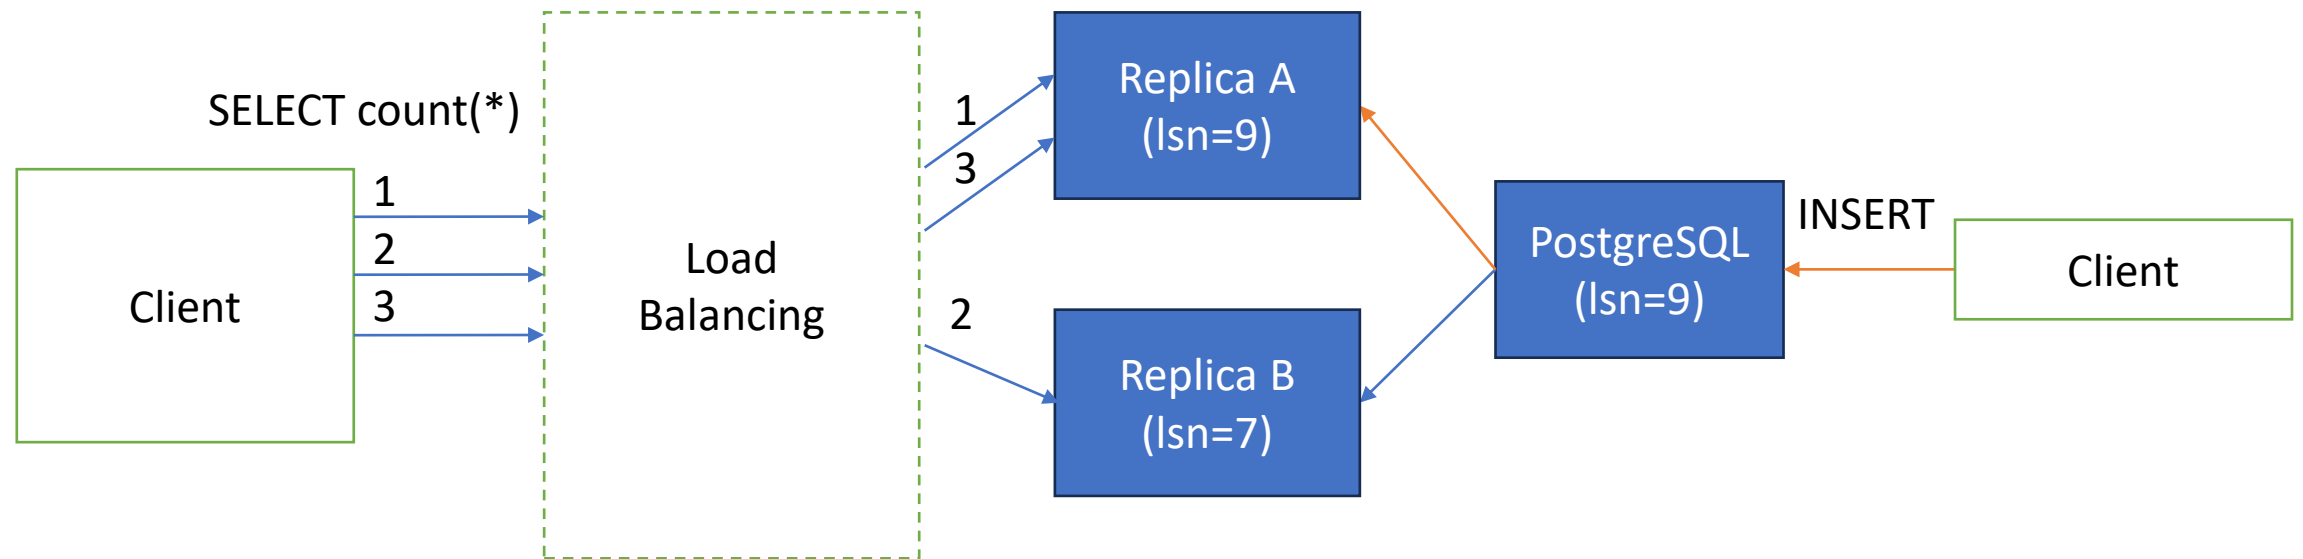 SELECT count(*)
Client
1
2
3
Load
Balancing
1
3
2
Replica A
(lsn=9)
Replica B
(lsn=7)
PostgreSQL
(lsn=9)
INSERT
Client